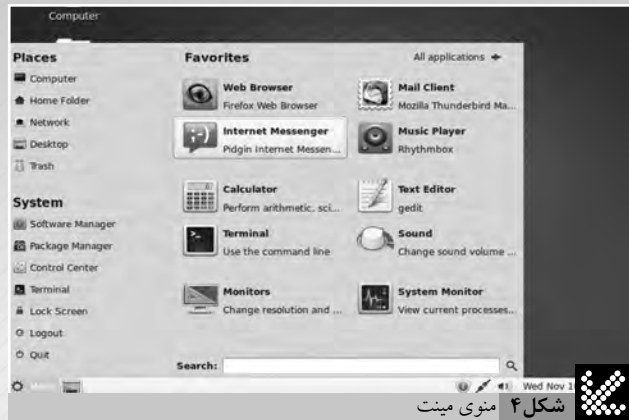 Computer
Places
Computer
Home Folder
Network
Desktop
Trash
System
Software Manager
Package Manager
Control Center
Terminal
Lock Screen
Logout
Quit
Favorites
All applications
Web Browser
Firefox Web Browser
Mail Client
Mozilla Thunderbird Ma...
Internet Messenger
Pidgin Internet Messen...
Music Player
Rhythmbox
Calculator
Perform arithmetic, sci...
Text Editor
gedit
Terminal
Use the command line
Sound
Change sound volume ...
Monitors
Change resolution and ...
System Monitor
View current processes...
Search:
Menu
Wed Nov
شکل۴ منوی مینت